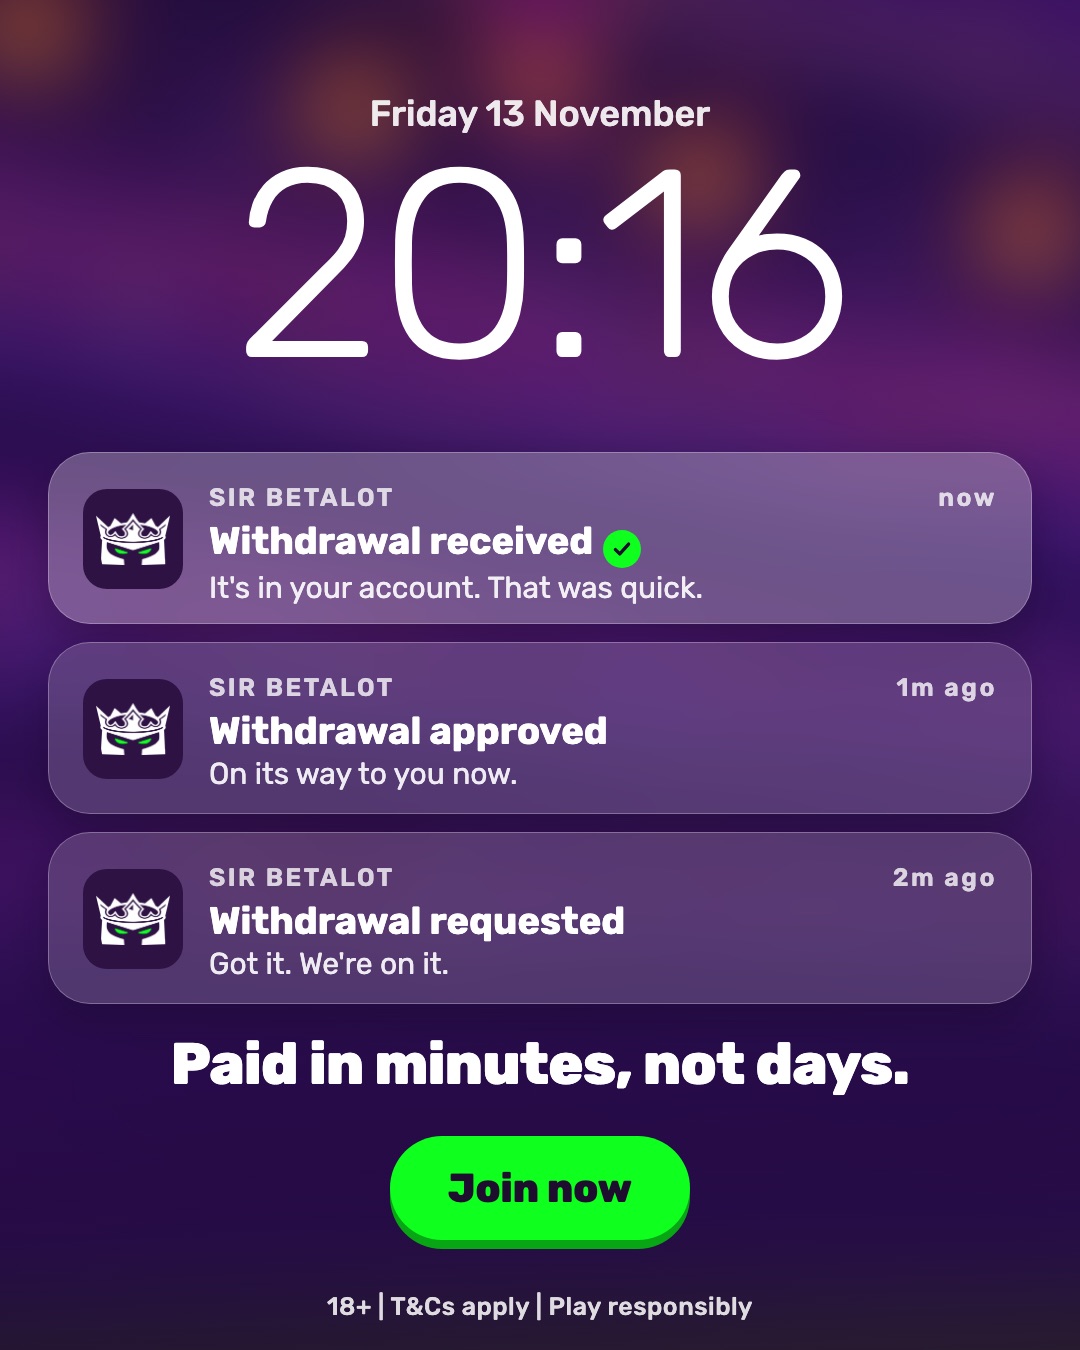 Friday 13 November
20:16
SIR BETALOT
now
Withdrawal received
It's in your account. That was quick.
SIR BETALOT
1m ago
Withdrawal approved
On its way to you now.
SIR BETALOT
2m ago
Withdrawal requested
Got it. We're on it.
Paid in minutes, not days.
Join now
18+ | T&Cs apply | Play responsibly